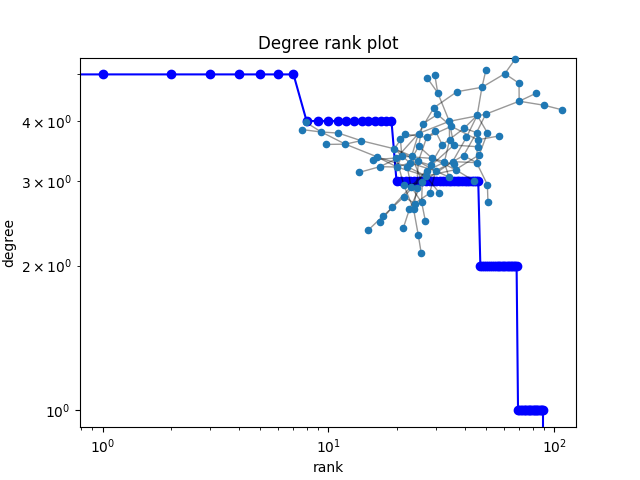 Degree rank plot
degree
4 × 10⁰
3 × 10⁰
2 × 10⁰
10⁰
10⁰
10¹
10²
rank